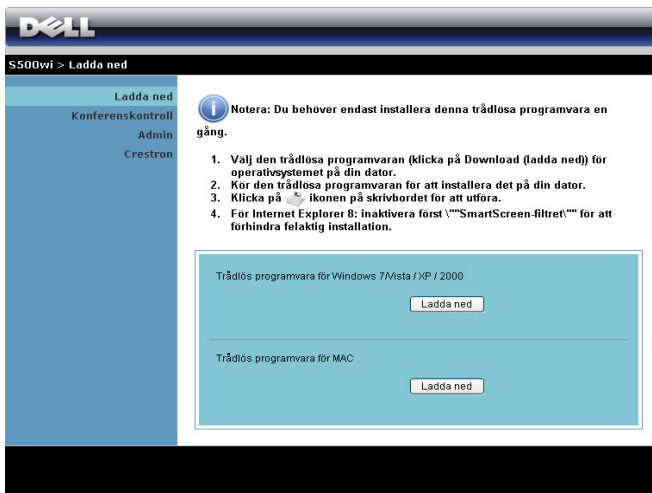 DELL
S500wi > Ladda ned
Ladda ned
Konferenskontroll
Admin
Crestron
Notera: Du behöver endast installera denna trådlösa programvara en
gång.
1. Välj den trådlösa programvaran (klicka på Download (ladda ned)) för
operativsystemet på din dator.
2. Kör den trådlösa programvaran för att installera det på din dator.
3. Klicka på ikonen på skrivbordet för att utföra.
4. För Internet Explorer 8: inaktivera först \""SmartScreen-filtret\"" för att
förhindra felaktig installation.
Trådlös programvara för Windows 7/Vista / XP / 2000
Ladda ned
Trådlös programvara för MAC
Ladda ned